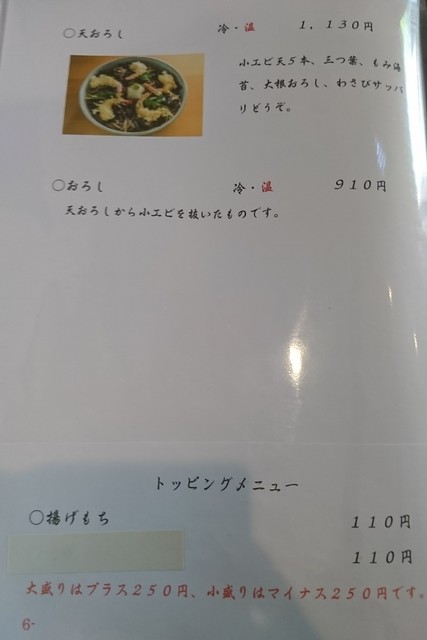 ○天おろし　冷・温　1,130円
小エビ天5本、三つ葉、もみ海
苔、大根おろし、わさびサッパ
リどうぞ。
○おろし　冷・温　910円
天おろしから小エビを抜いたものです。
トッピングメニュー
○揚げもち　110円
110円
大盛りはプラス250円、小盛りはマイナス250円です。
6-